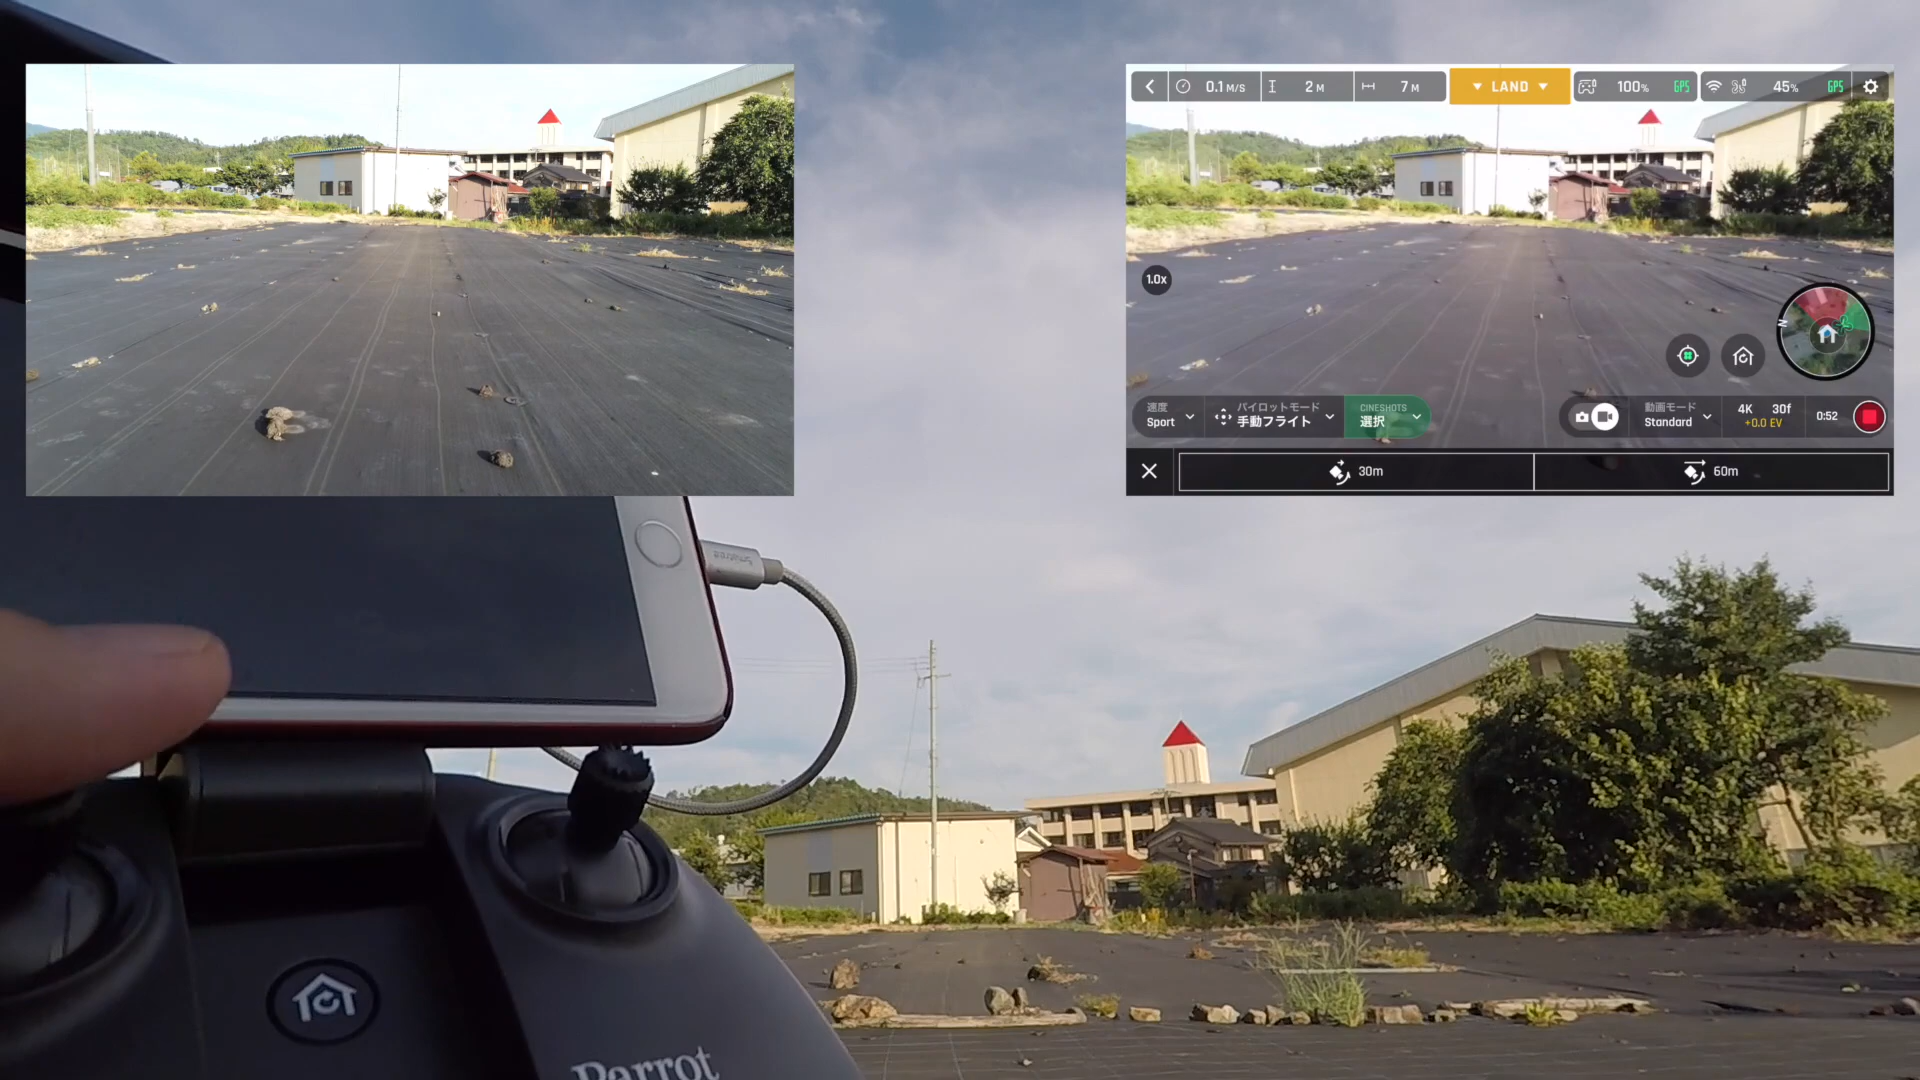 0.1 M/S
2 M
7 M
LAND
100%
GPS
45%
GPS
1.0x
N
速度
Sport
パイロットモード
手動フライト
CINESHOTS
選択
動画モード
Standard
4K 30f
+0.0 EV
0:52
30m
60m
Smatree
Parrot